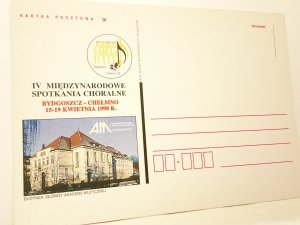 KARTKA POCZTOWA
IV MIĘDZYNARODOWE
SPOTKANIA CHÓRALNE
BYDGOSZCZ - CHEŁMNO
15-19 KWIETNIA 1998 R.
AM
BUDYNEK GŁÓWNY AKADEMII MUZYCZNEJ